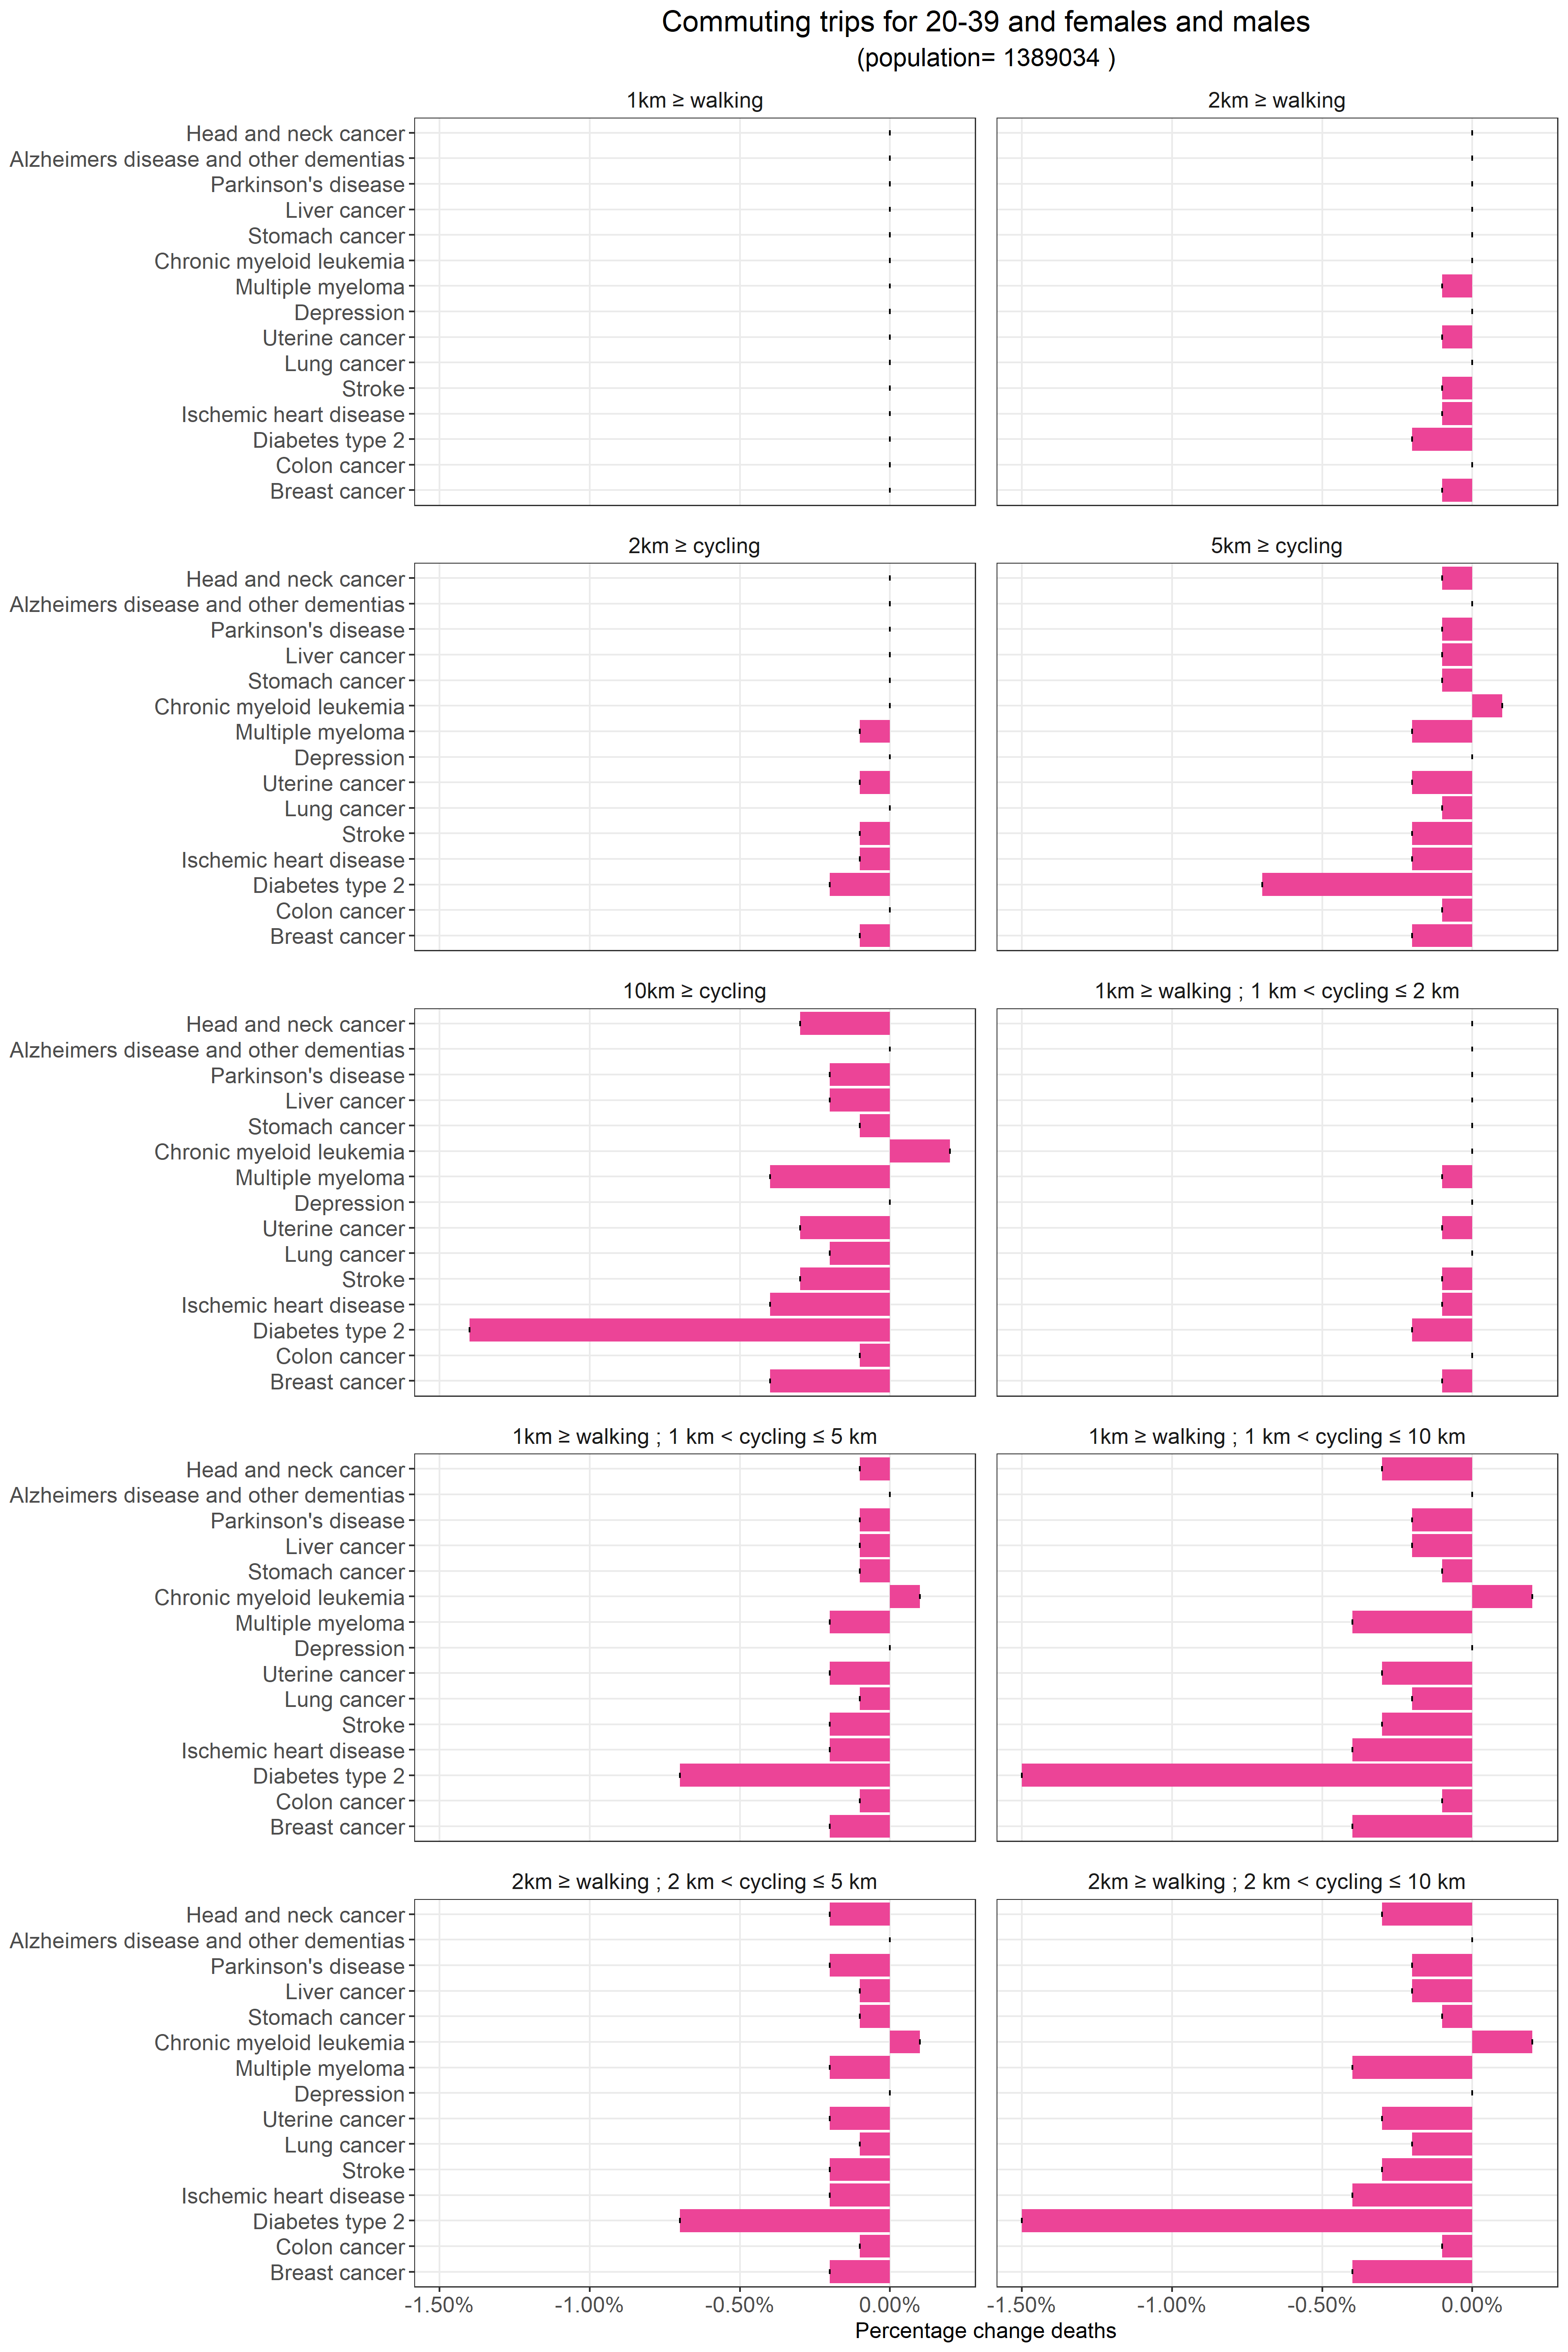 Commuting trips for 20-39 and females and males
(population= 1389034 )
1km ≥ walking
2km ≥ walking
Head and neck cancer
Alzheimers disease and other dementias
Parkinson's disease
Liver cancer
Stomach cancer
Chronic myeloid leukemia
Multiple myeloma
Depression
Uterine cancer
Lung cancer
Stroke
Ischemic heart disease
Diabetes type 2
Colon cancer
Breast cancer
2km ≥ cycling
5km ≥ cycling
Head and neck cancer
Alzheimers disease and other dementias
Parkinson's disease
Liver cancer
Stomach cancer
Chronic myeloid leukemia
Multiple myeloma
Depression
Uterine cancer
Lung cancer
Stroke
Ischemic heart disease
Diabetes type 2
Colon cancer
Breast cancer
10km ≥ cycling
1km ≥ walking ; 1 km < cycling ≤ 2 km
Head and neck cancer
Alzheimers disease and other dementias
Parkinson's disease
Liver cancer
Stomach cancer
Chronic myeloid leukemia
Multiple myeloma
Depression
Uterine cancer
Lung cancer
Stroke
Ischemic heart disease
Diabetes type 2
Colon cancer
Breast cancer
1km ≥ walking ; 1 km < cycling ≤ 5 km
1km ≥ walking ; 1 km < cycling ≤ 10 km
Head and neck cancer
Alzheimers disease and other dementias
Parkinson's disease
Liver cancer
Stomach cancer
Chronic myeloid leukemia
Multiple myeloma
Depression
Uterine cancer
Lung cancer
Stroke
Ischemic heart disease
Diabetes type 2
Colon cancer
Breast cancer
2km ≥ walking ; 2 km < cycling ≤ 5 km
2km ≥ walking ; 2 km < cycling ≤ 10 km
Head and neck cancer
Alzheimers disease and other dementias
Parkinson's disease
Liver cancer
Stomach cancer
Chronic myeloid leukemia
Multiple myeloma
Depression
Uterine cancer
Lung cancer
Stroke
Ischemic heart disease
Diabetes type 2
Colon cancer
Breast cancer
-1.50% -1.00% -0.50% 0.00% -1.50% -1.00% -0.50% 0.00%
Percentage change deaths